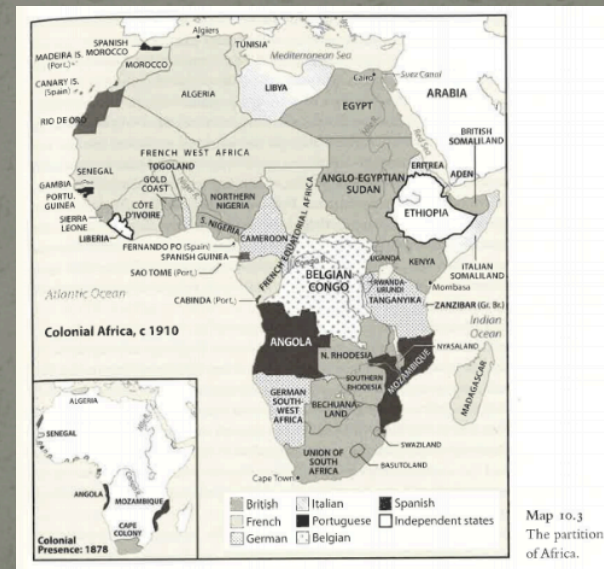 Algiers
SPANISH
MOROCCO
MADEIRA IS.
(Port.)
TUNISIA
Mediterranean Sea
MOROCCO
CANARY IS.
(Spain)
Cairo
Suez Canal
ALGERIA
LIBYA
EGYPT
ARABIA
RIO DE ORO
Nile R.
Red Sea
BRITISH
SOMALILAND
FRENCH WEST AFRICA
TOGOLAND
SENEGAL
GOLD
COAST
Niger R.
ANGLO-EGYPTIAN
SUDAN
ERITREA
ADEN
GAMBIA
PORTU.
GUINEA
CÔTE
D'IVOIRE
NORTHERN
NIGERIA
ETHIOPIA
SIERRA
LEONE
S. NIGERIA
LIBERIA
CAMEROON
FRENCH EQUATORIAL AFRICA
FERNANDO PO (Spain)
SPANISH GUINEA
SAO TOME (Port.)
Congo R.
BELGIAN
CONGO
UGANDA
KENYA
ITALIAN
SOMALILAND
RWANDA-
URUNDI
Mombasa
TANGANYIKA
ZANZIBAR (Gr. Br.)
Atlantic Ocean
CABINDA (Port.)
Indian
Ocean
Colonial Africa, c 1910
ANGOLA
N. RHODESIA
NYASALAND
MOZAMBIQUE
MADAGASCAR
SOUTHERN
RHODESIA
GERMAN
SOUTH-
WEST
AFRICA
BECHUANA-
LAND
SWAZILAND
UNION OF
SOUTH
AFRICA
BASUTOLAND
Cape Town
ALGERIA
SENEGAL
Congo R.
ANGOLA
MOZAMBIQUE
CAPE
COLONY
Colonial
Presence: 1878
British
Italian
Spanish
French
Portuguese
Independent states
German
Belgian
Map 10.3
The partition
of Africa.